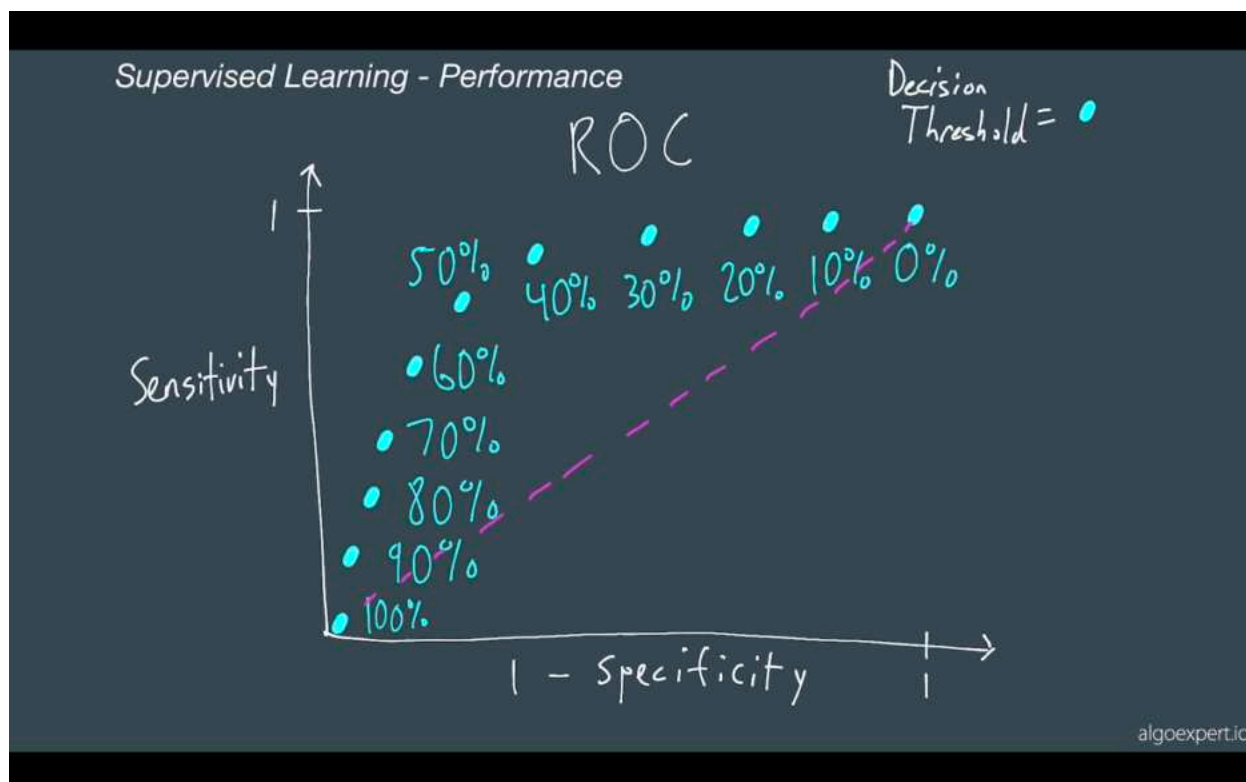 Supervised Learning - Performance
Decision
Threshold =
ROC
1
50%
40%
30%
20%
10%
0%
60%
Sensitivity
70%
80%
90%
100%
1 - Specificity
1
algoexpert.io